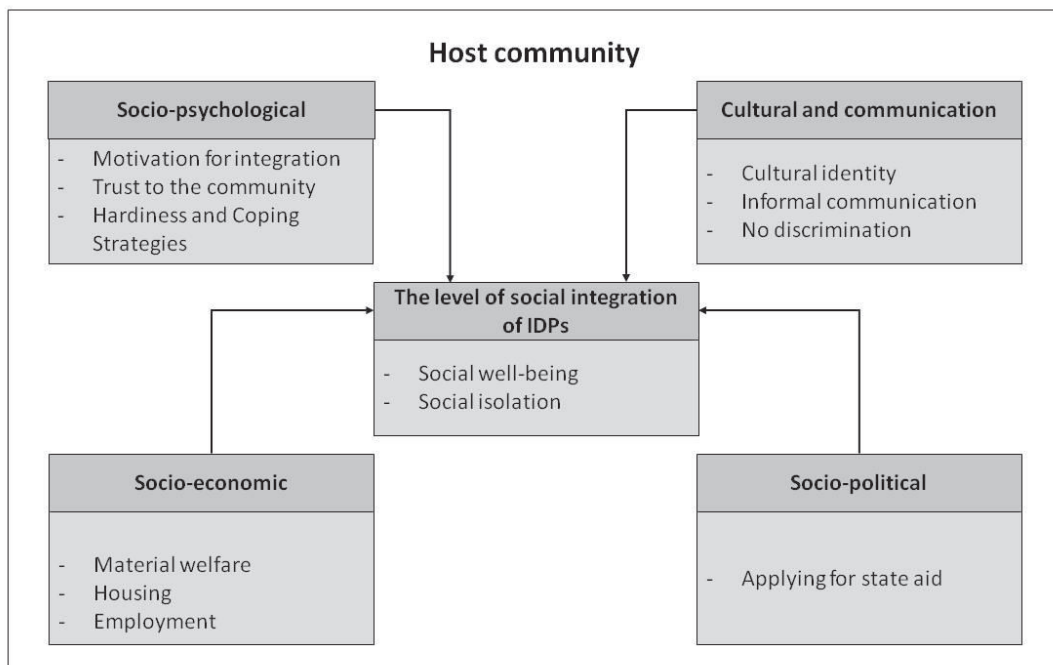 Host community
Socio-psychological
- Motivation for integration
- Trust to the community
- Hardiness and Coping
Strategies
Cultural and communication
- Cultural identity
- Informal communication
- No discrimination
The level of social integration
of IDPs
- Social well-being
- Social isolation
Socio-economic
- Material welfare
- Housing
- Employment
Socio-political
- Applying for state aid